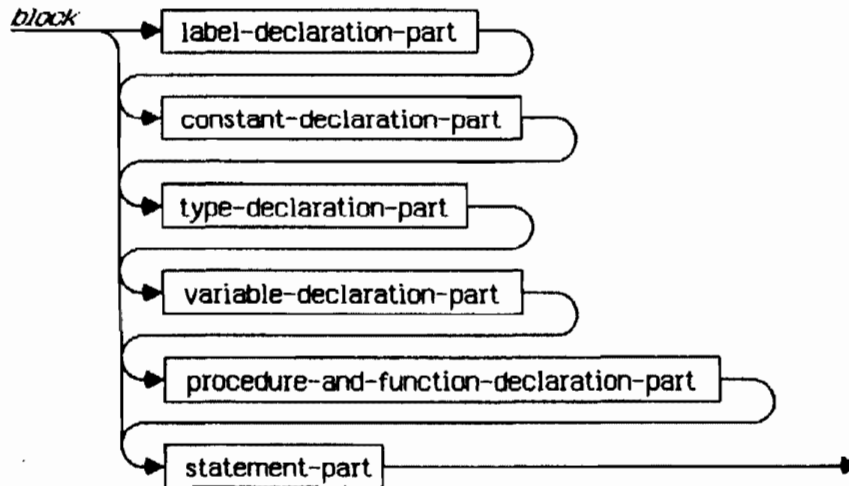 block
label-declaration-part
constant-declaration-part
type-declaration-part
variable-declaration-part
procedure-and-function-declaration-part
statement-part